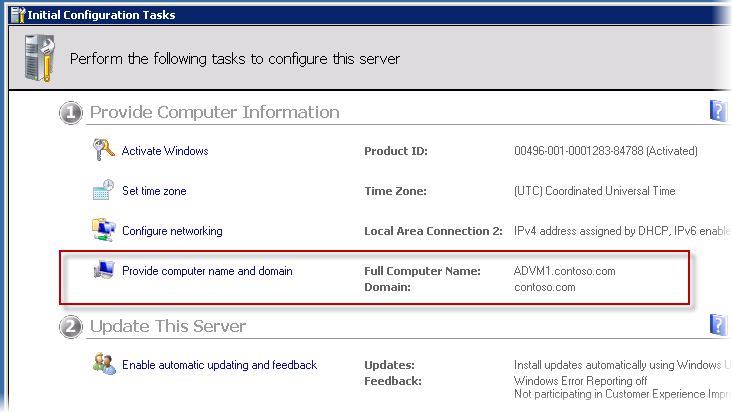 Initial Configuration Tasks
Perform the following tasks to configure this server
1 Provide Computer Information
Activate Windows Product ID: 00496-001-0001283-84788 (Activated)
Set time zone Time Zone: (UTC) Coordinated Universal Time
Configure networking Local Area Connection 2: IPv4 address assigned by DHCP, IPv6 enable
Provide computer name and domain Full Computer Name: ADVM1.contoso.com
Domain: contoso.com
2 Update This Server
Enable automatic updating and feedback Updates: Install updates automatically using Windows U
Feedback: Windows Error Reporting off
Not participating in Customer Experience Impr